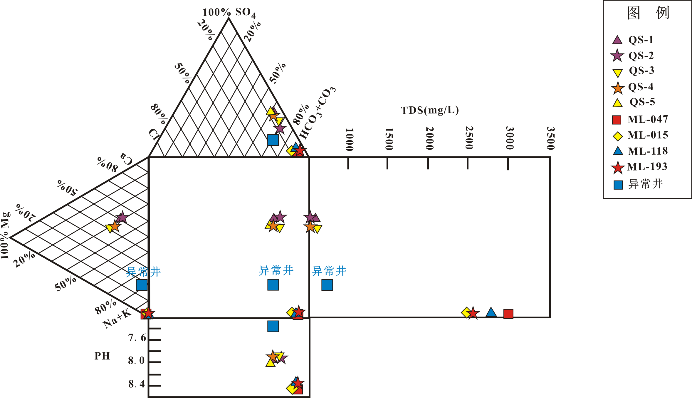 100% SO4
20%
20%
50%
50%
80%
80%
Cl
HCO3+CO3
TDS(mg/L)
1000
2000
2500
3000
3500
Ca
80%
50%
20%
100% Mg
20%
50%
80%
Na+K
异常井
异常井
异常井
PH
7.6
8.0
8.4
图 例
QS-1
QS-2
QS-3
QS-4
QS-5
ML-047
ML-015
ML-118
ML-193
异常井